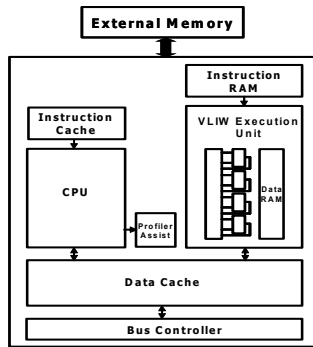 External Memory
Instruction
RAM
Instruction
Cache
VLIW Execution
Unit
CPU
Data
RAM
Profiler
Assist
Data Cache
Bus Controller